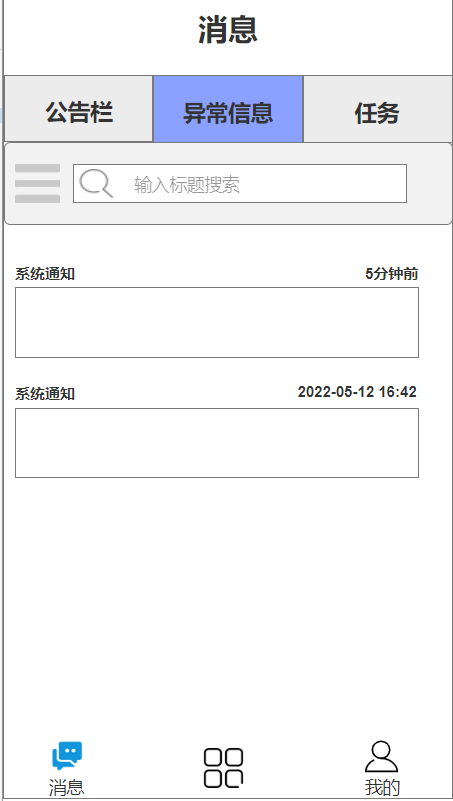 消息
公告栏 异常信息 任务
输入标题搜索
系统通知 5分钟前
系统通知 2022-05-12 16:42
消息 我的